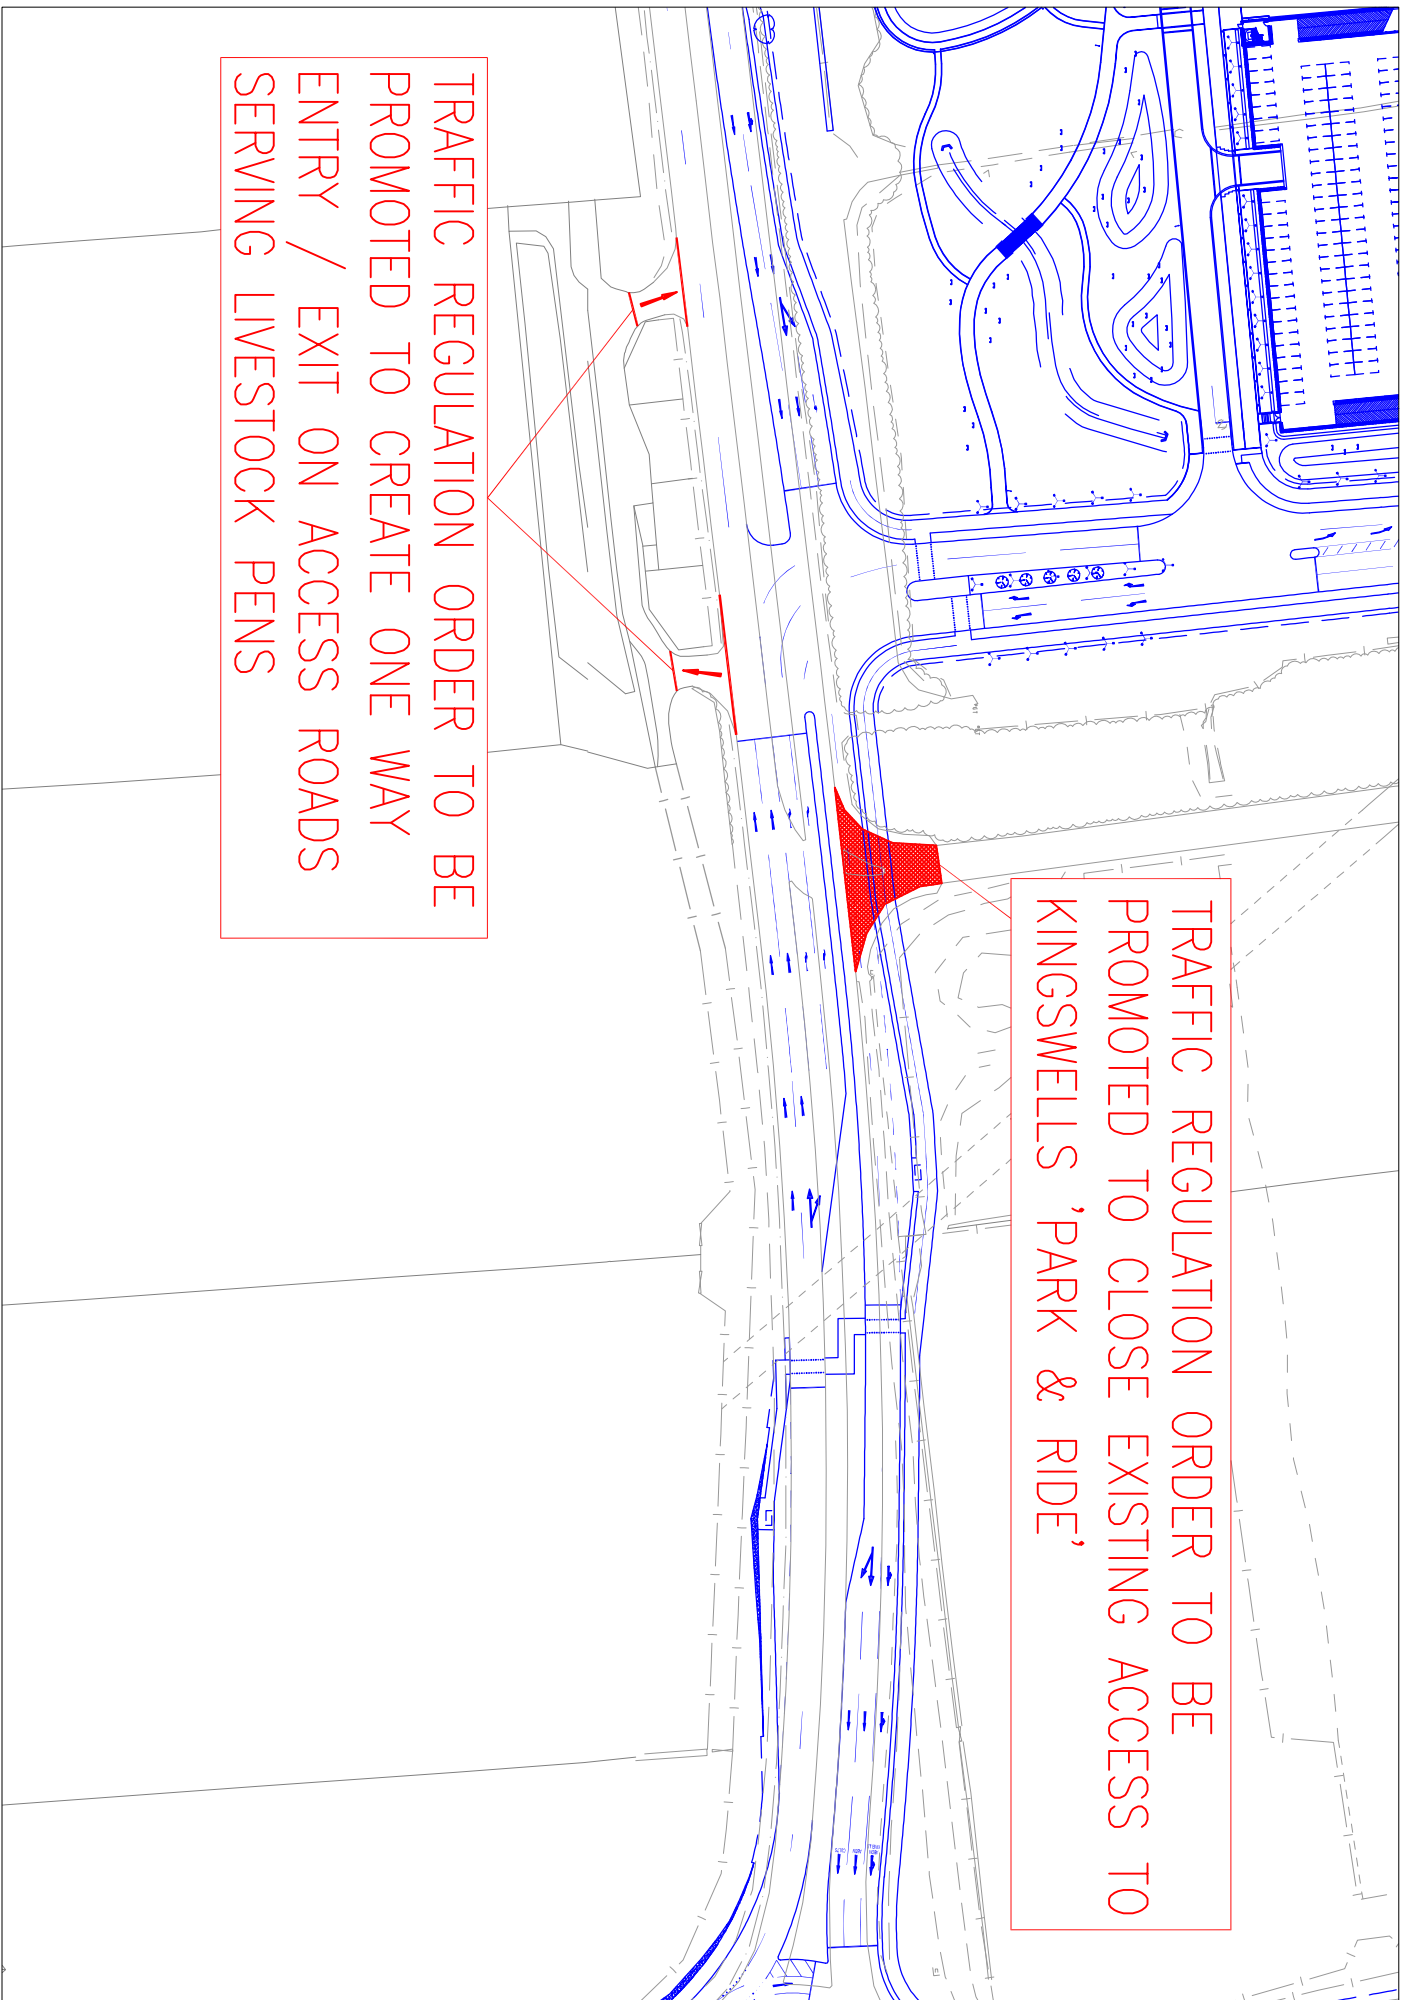 TRAFFIC REGULATION ORDER TO BE
PROMOTED TO CLOSE EXISTING ACCESS TO
KINGSWELLS 'PARK & RIDE'
TRAFFIC REGULATION ORDER TO BE
PROMOTED TO CREATE ONE WAY
ENTRY / EXIT ON ACCESS ROADS
SERVING LIVESTOCK PENS